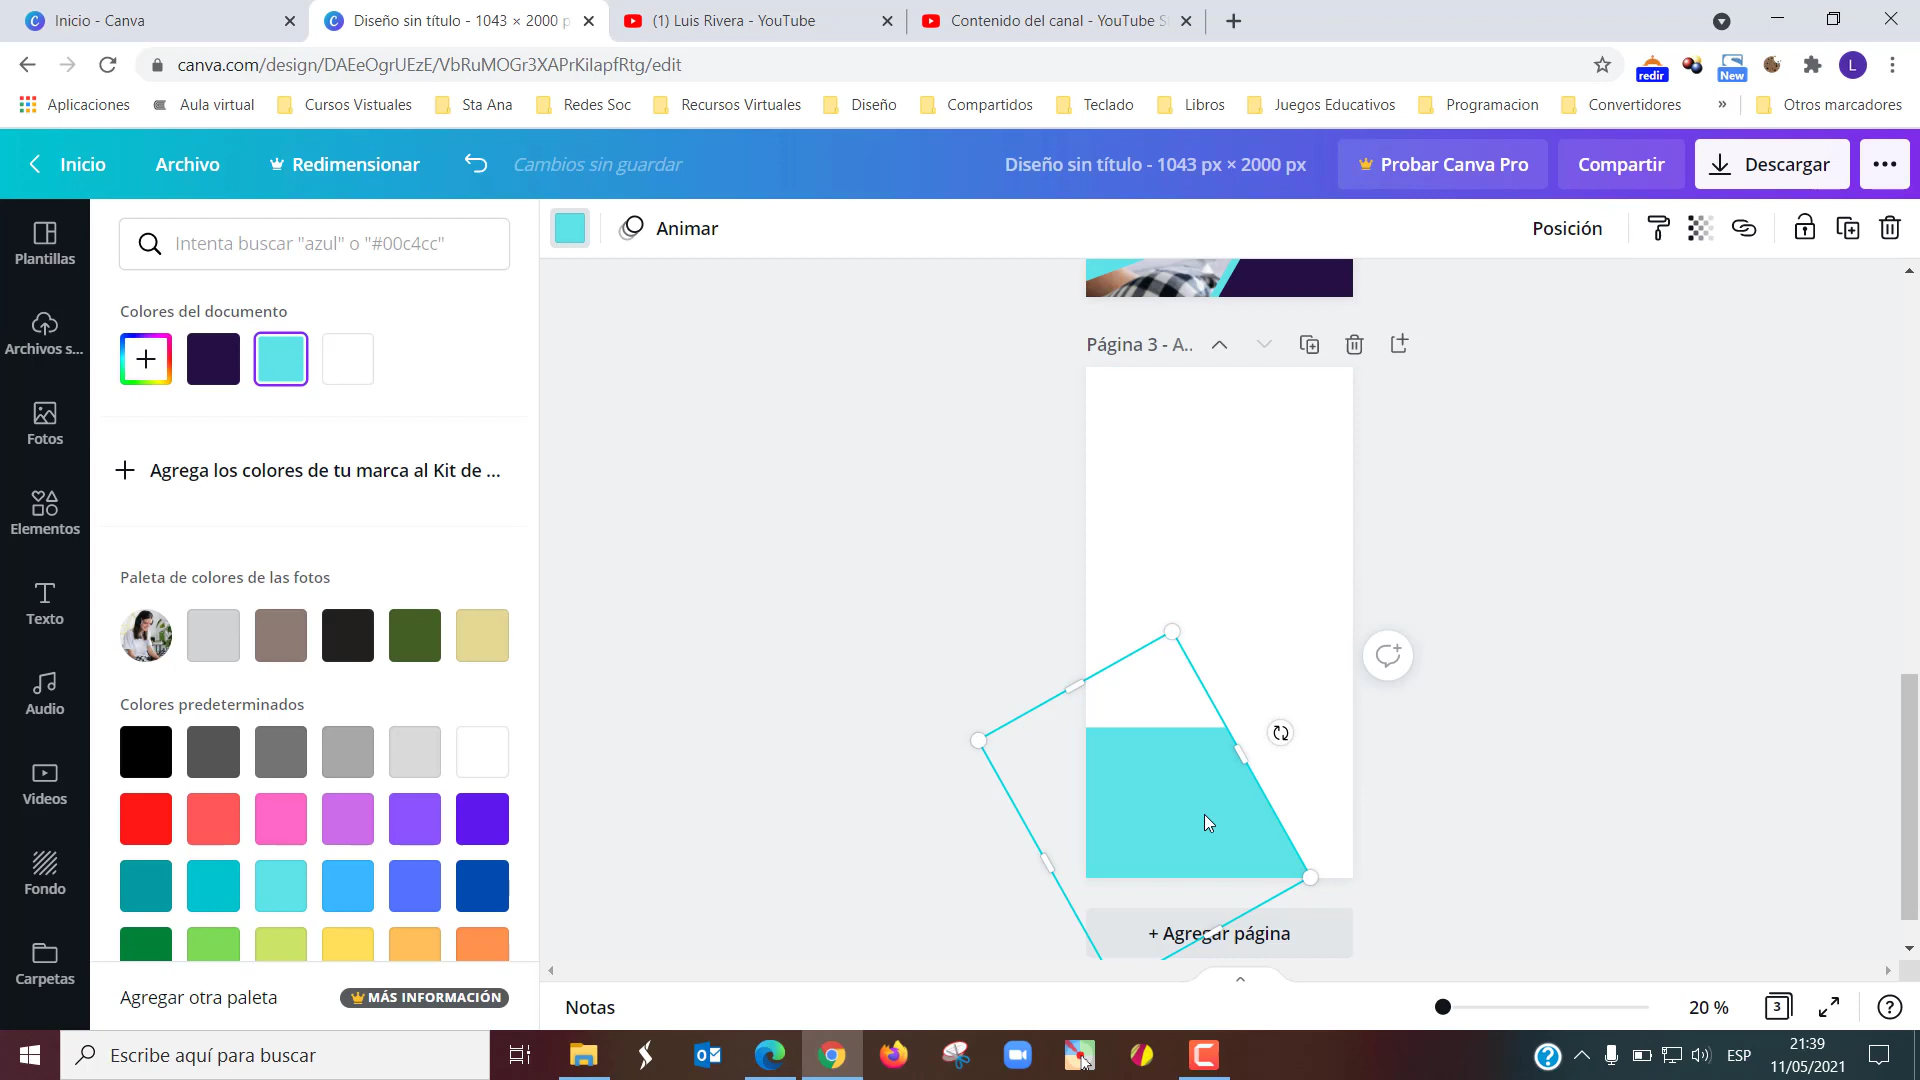 Inicio - Canva
Diseño sin título - 1043 × 2000 p
(1) Luis Rivera - YouTube
Contenido del canal - YouTube S
canva.com/design/DAEeOgrUEzE/VbRuMOGr3XAPrKilapfRtg/edit
redir
New
L
Aplicaciones
Aula virtual
Cursos Vistuales
Sta Ana
Redes Soc
Recursos Virtuales
Diseño
Compartidos
Teclado
Libros
Juegos Educativos
Programacion
Convertidores
»
Otros marcadores
Inicio
Archivo
Redimensionar
Cambios sin guardar
Diseño sin título - 1043 px × 2000 px
Probar Canva Pro
Compartir
Descargar
Plantillas
Archivos s...
Fotos
Elementos
Texto
Audio
Videos
Fondo
Carpetas
Intenta buscar "azul" o "#00c4cc"
Colores del documento
Agrega los colores de tu marca al Kit de ...
Paleta de colores de las fotos
Colores predeterminados
Agregar otra paleta
MÁS INFORMACIÓN
Animar
Posición
Página 3 - A..
+ Agregar página
Notas
20 %
3
Escribe aquí para buscar
ESP
21:39
11/05/2021